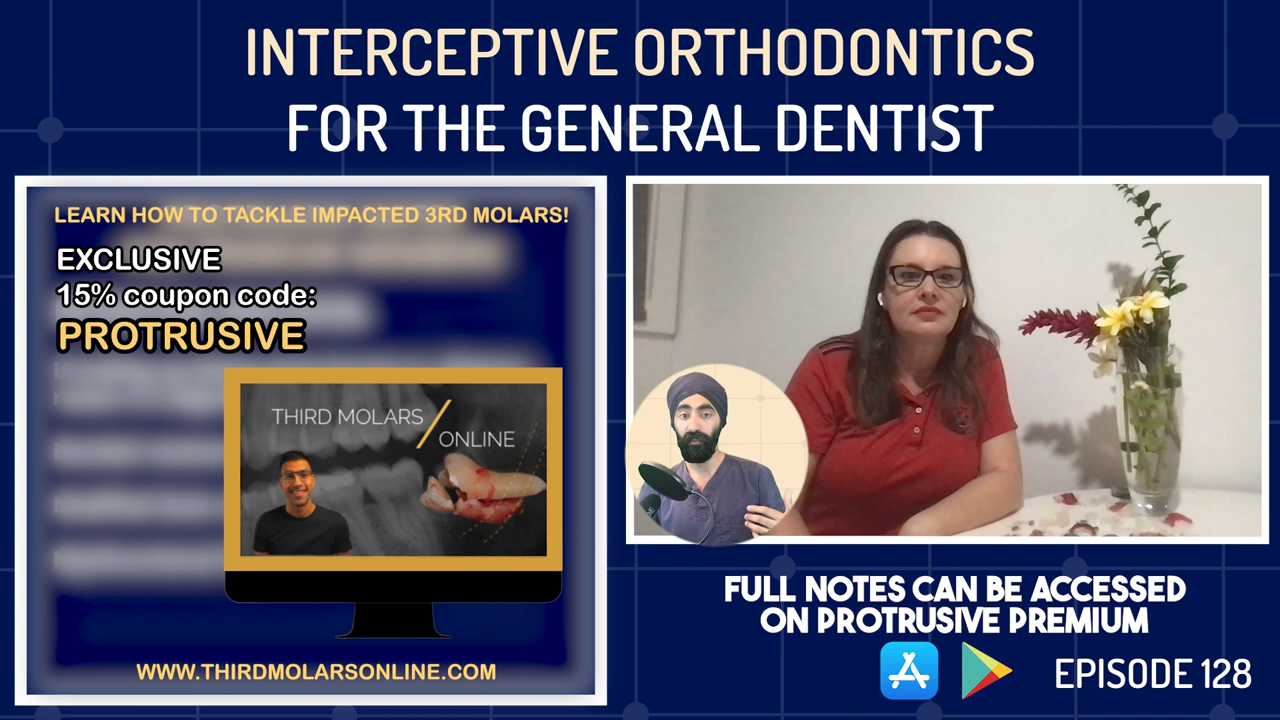 INTERCEPTIVE ORTHODONTICS
FOR THE GENERAL DENTIST
LEARN HOW TO TACKLE IMPACTED 3RD MOLARS!
EXCLUSIVE
15% coupon code:
PROTRUSIVE
THIRD MOLARS
ONLINE
WWW.THIRDMOLARSONLINE.COM
FULL NOTES CAN BE ACCESSED
ON PROTRUSIVE PREMIUM
EPISODE 128